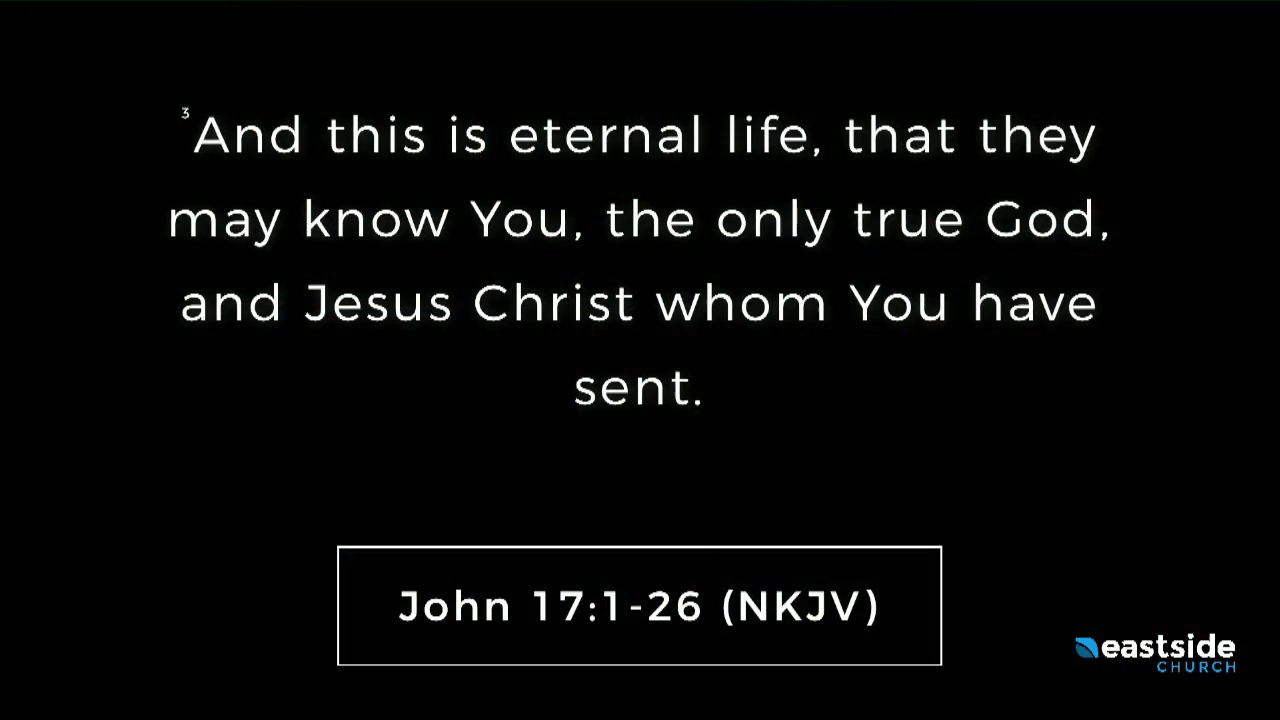 ³And this is eternal life, that they
may know You, the only true God,
and Jesus Christ whom You have
sent.
John 17:1-26 (NKJV)
eastside
CHURCH